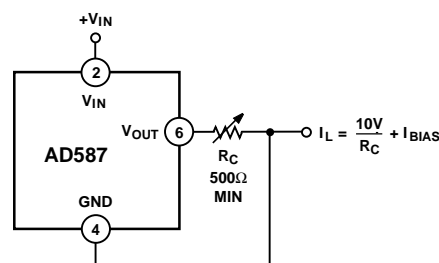 +VIN
2
VIN
VOUT 6
IL = 10V/RC + IBIAS
AD587
RC
500Ω
MIN
GND
4